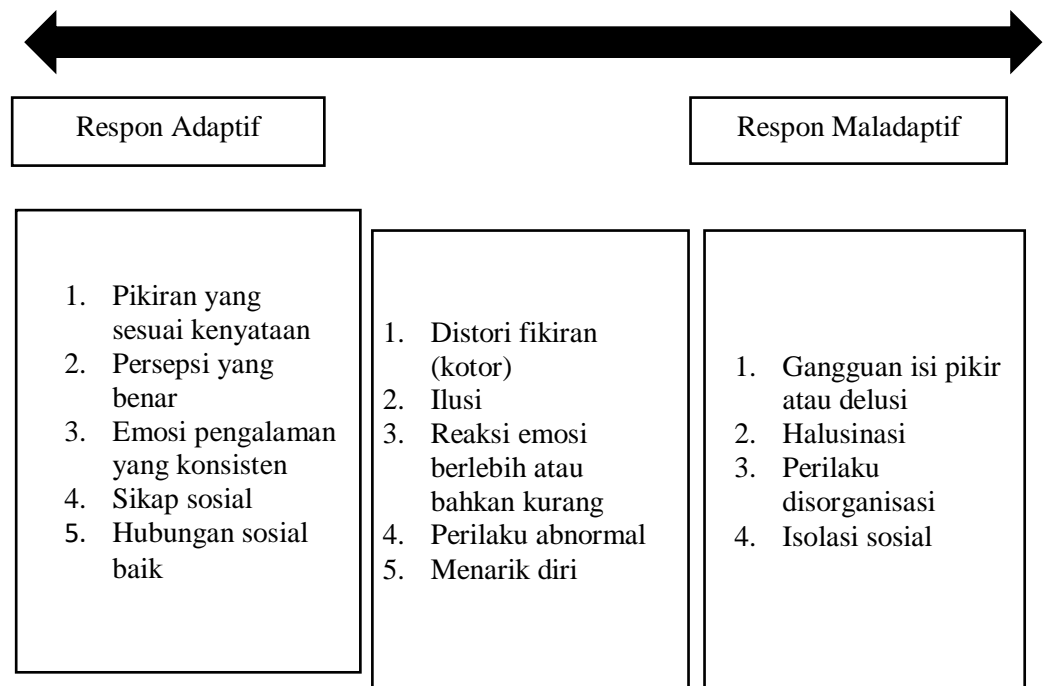 Respon Adaptif
Respon Maladaptif
1. Pikiran yang
sesuai kenyataan
2. Persepsi yang
benar
3. Emosi pengalaman
yang konsisten
4. Sikap sosial
5. Hubungan sosial
baik
1. Distori fikiran
(kotor)
2. Ilusi
3. Reaksi emosi
berlebih atau
bahkan kurang
4. Perilaku abnormal
5. Menarik diri
1. Gangguan isi pikir
atau delusi
2. Halusinasi
3. Perilaku
disorganisasi
4. Isolasi sosial